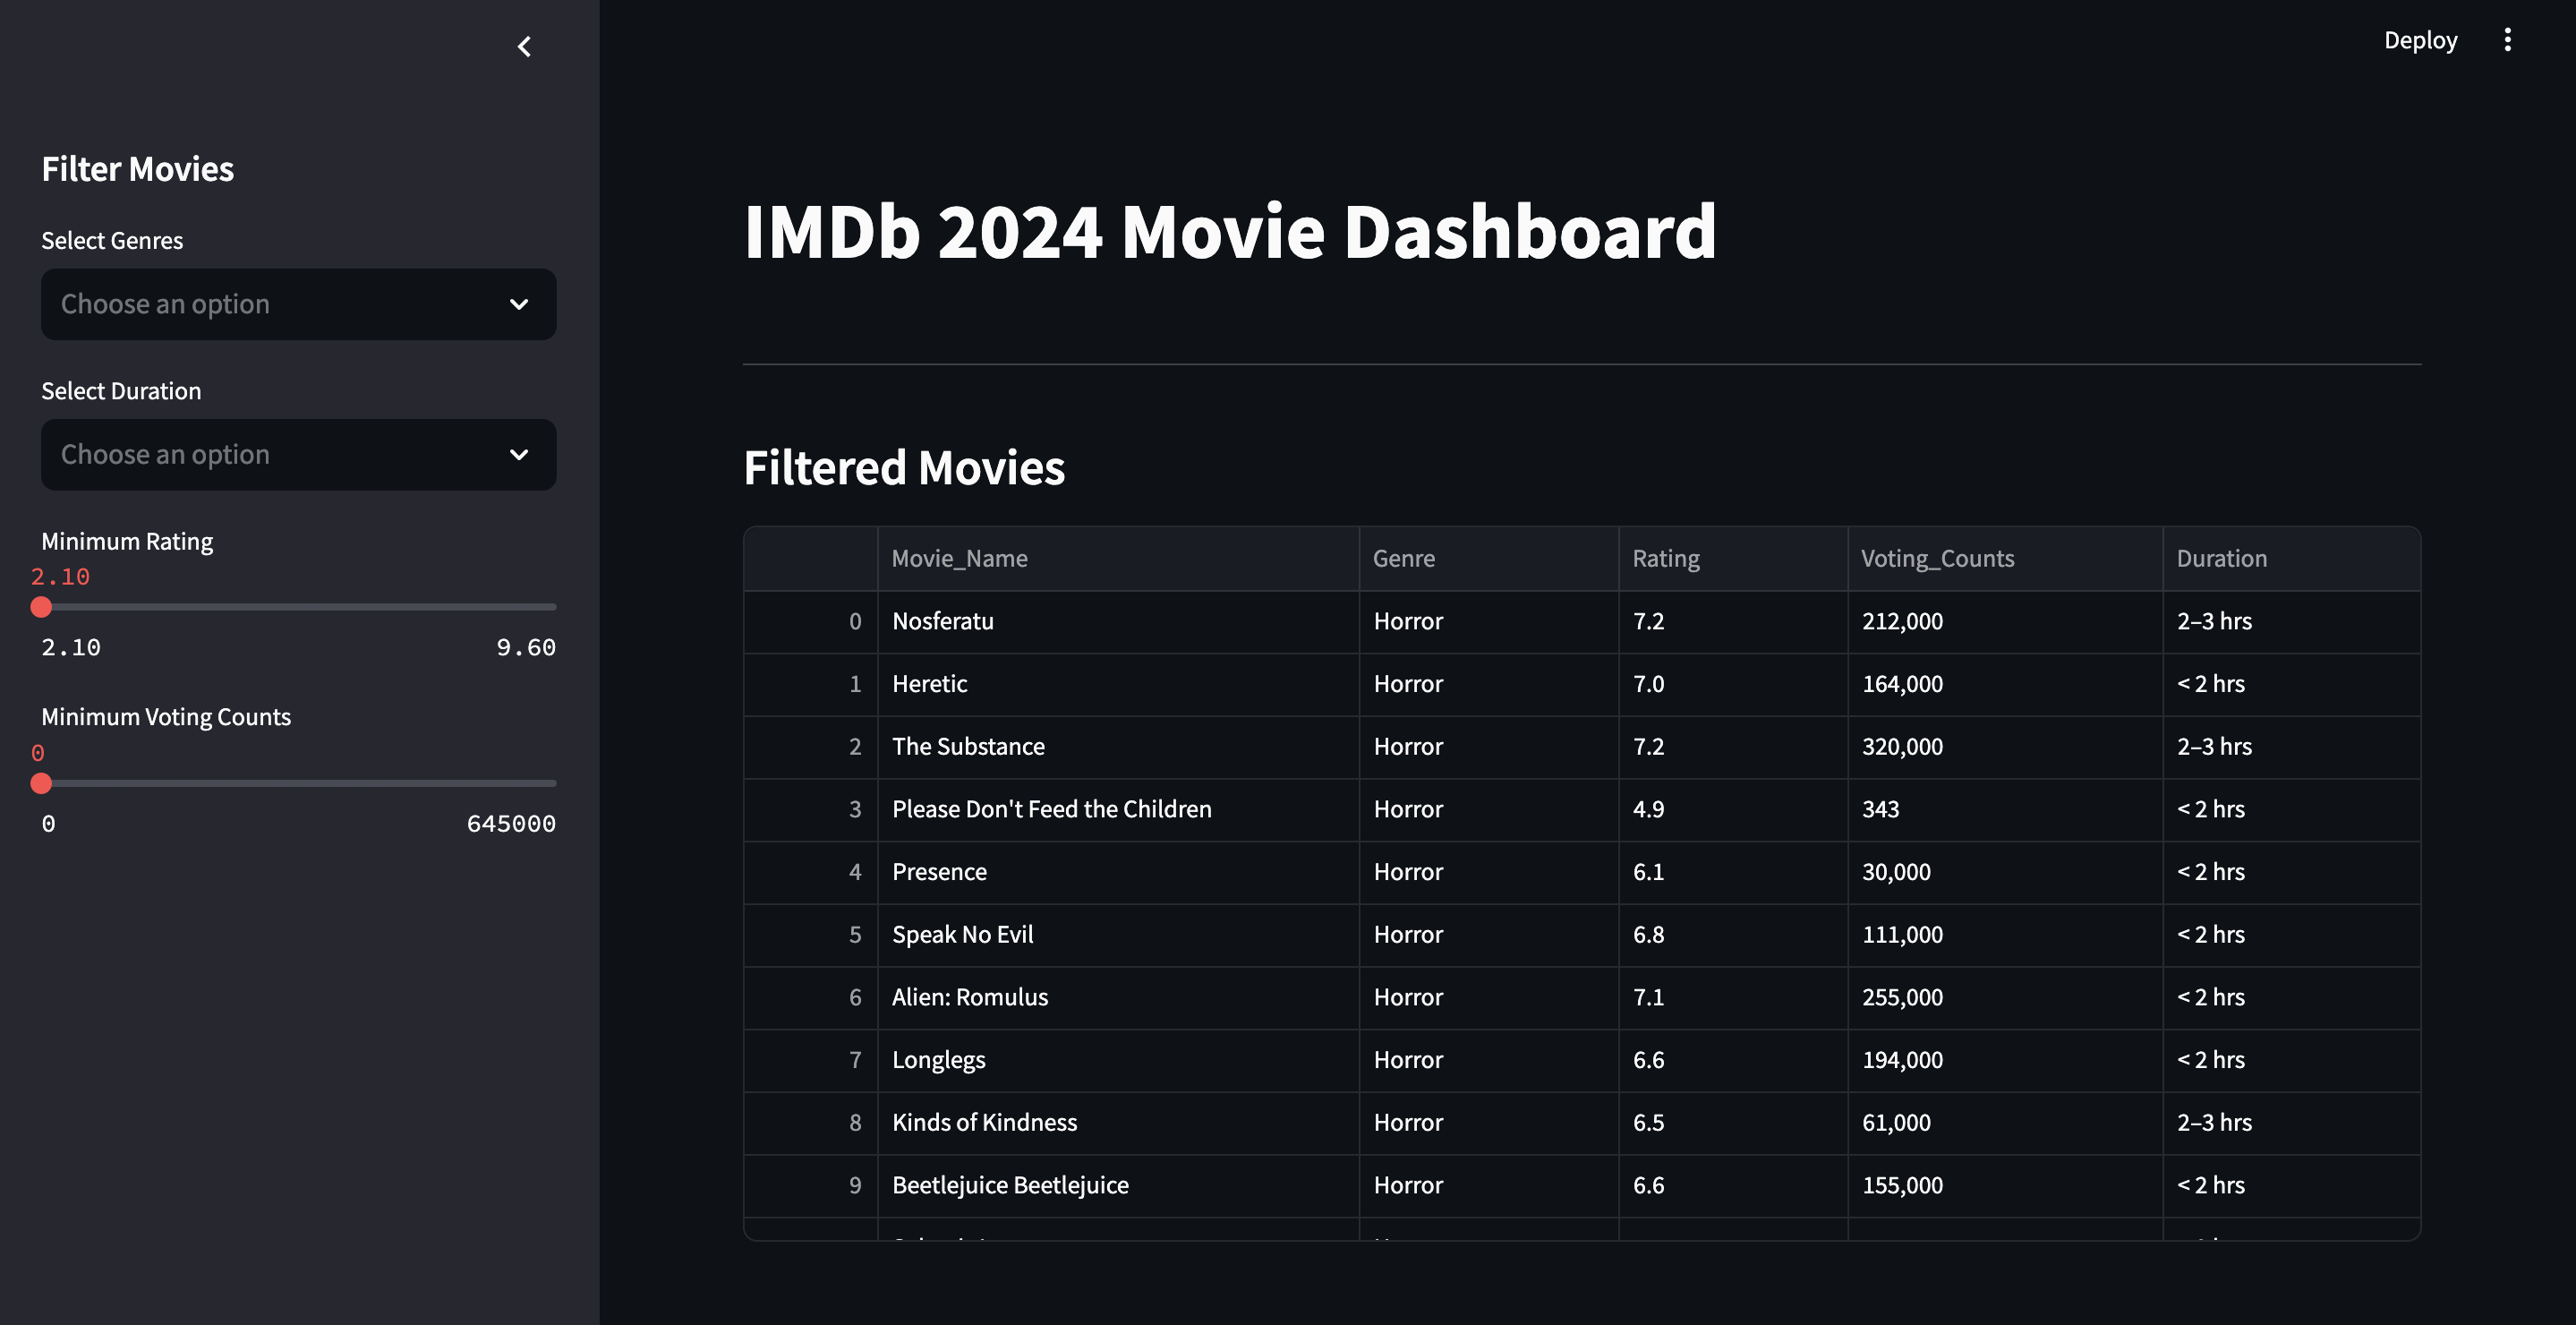 Deploy
Filter Movies
Select Genres
Choose an option
Select Duration
Choose an option
Minimum Rating
2.10
2.10 9.60
Minimum Voting Counts
0
0 645000
IMDb 2024 Movie Dashboard
Filtered Movies
Movie_Name Genre Rating Voting_Counts Duration
0 Nosferatu Horror 7.2 212,000 2–3 hrs
1 Heretic Horror 7.0 164,000 < 2 hrs
2 The Substance Horror 7.2 320,000 2–3 hrs
3 Please Don't Feed the Children Horror 4.9 343 < 2 hrs
4 Presence Horror 6.1 30,000 < 2 hrs
5 Speak No Evil Horror 6.8 111,000 < 2 hrs
6 Alien: Romulus Horror 7.1 255,000 < 2 hrs
7 Longlegs Horror 6.6 194,000 < 2 hrs
8 Kinds of Kindness Horror 6.5 61,000 2–3 hrs
9 Beetlejuice Beetlejuice Horror 6.6 155,000 < 2 hrs